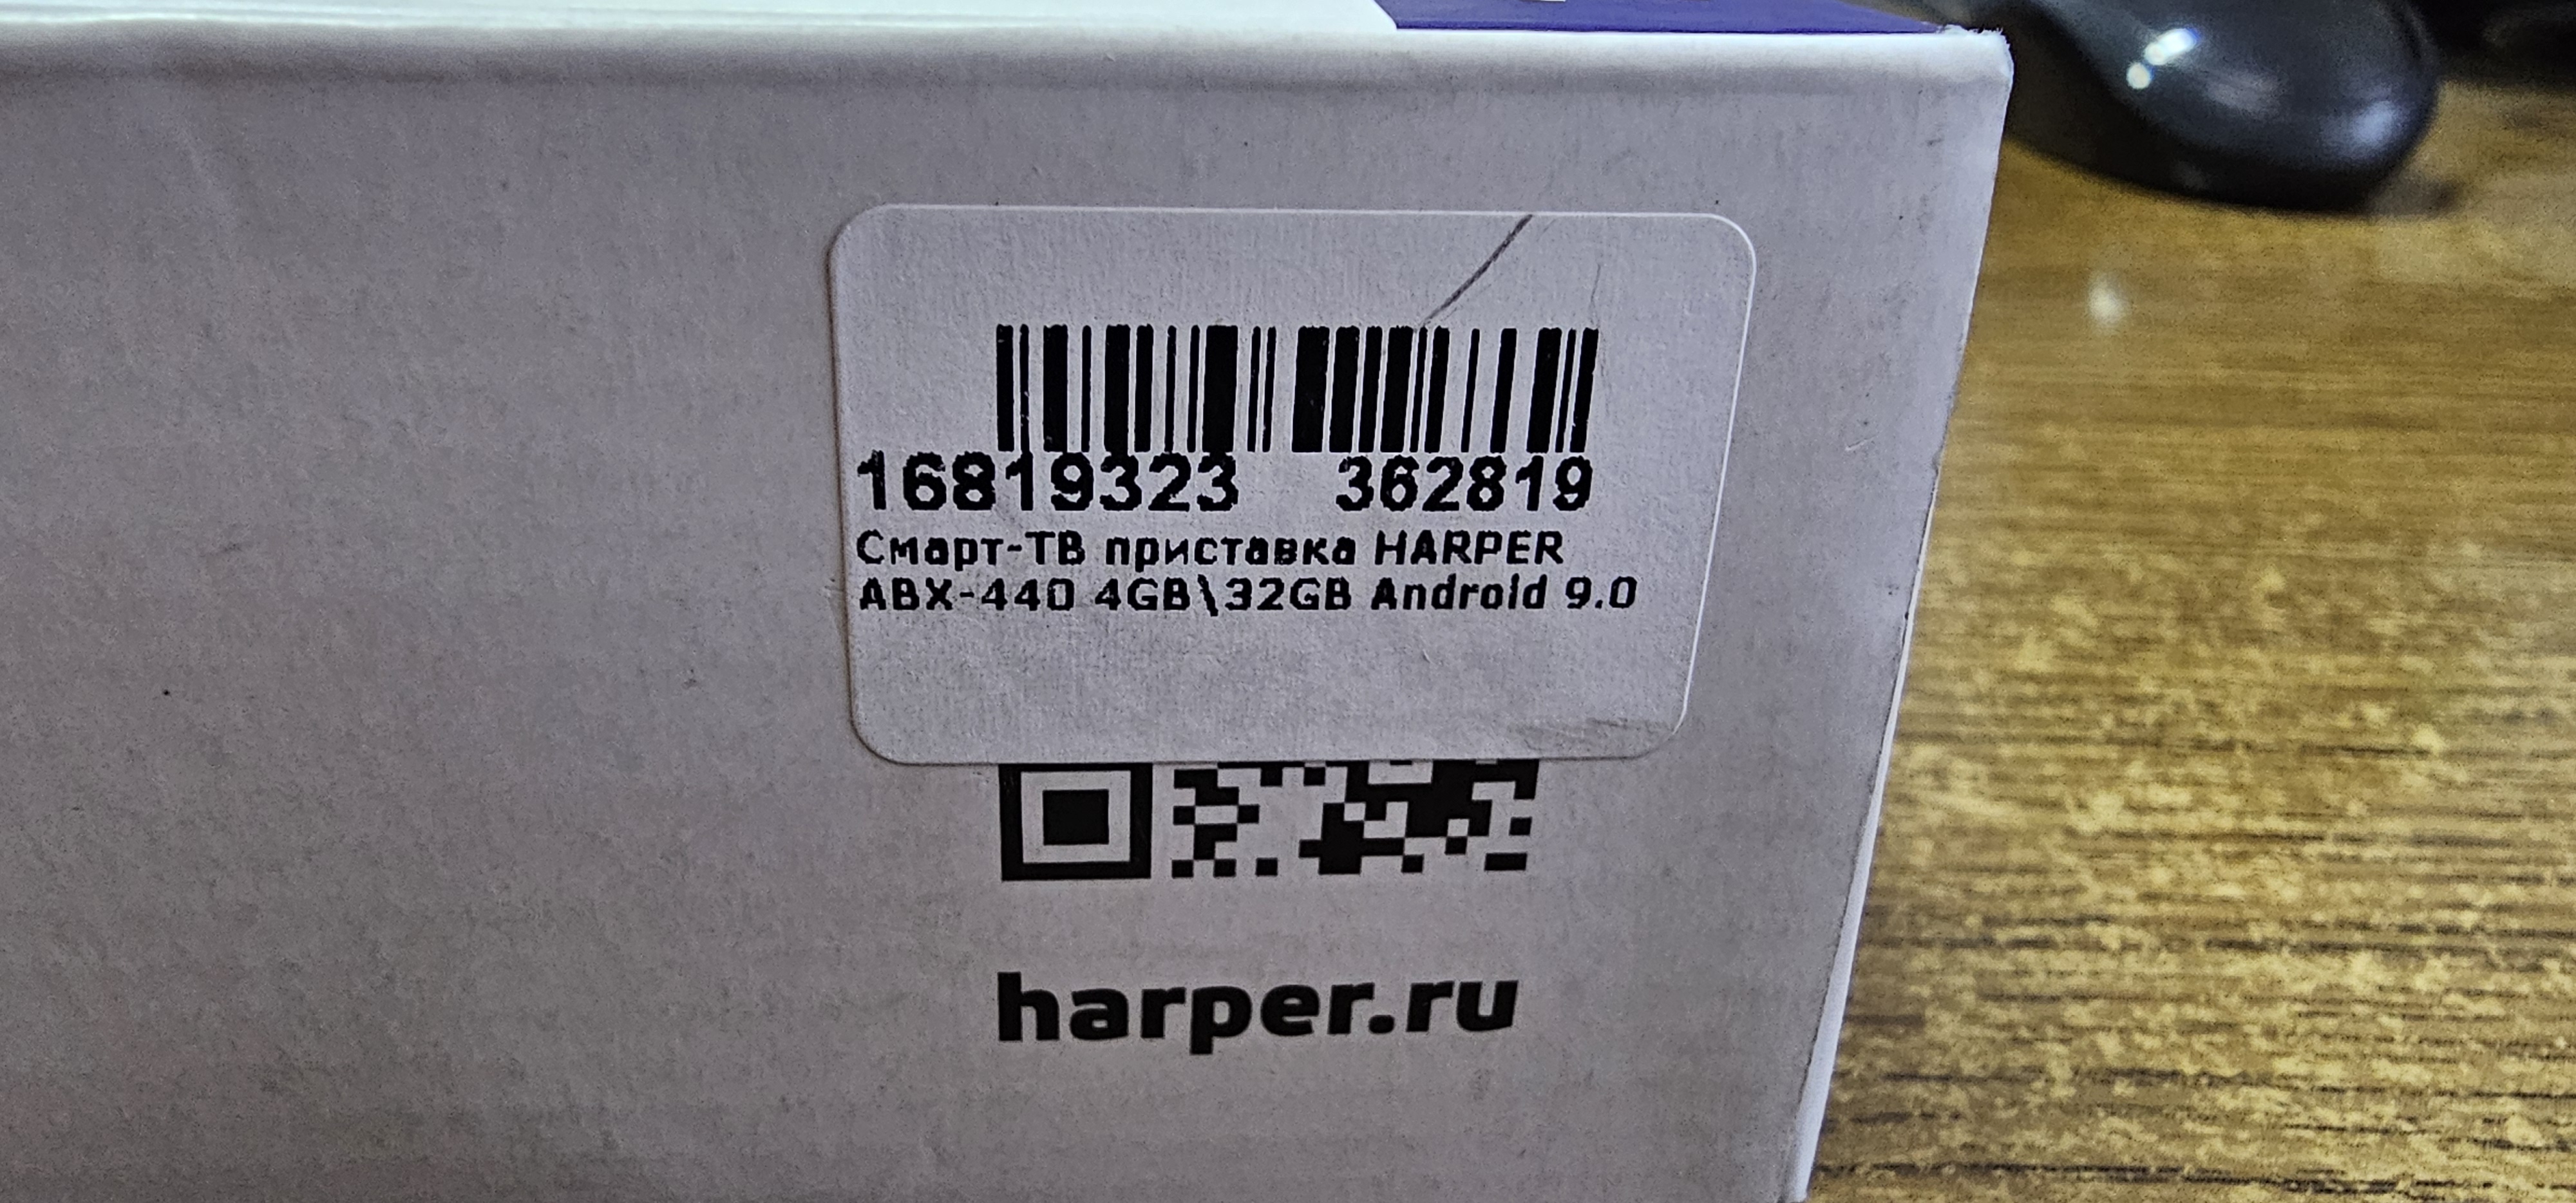 16819323 362819
Смарт-ТВ приставка HARPER
ABX-440 4GB\32GB Android 9.0
harper.ru